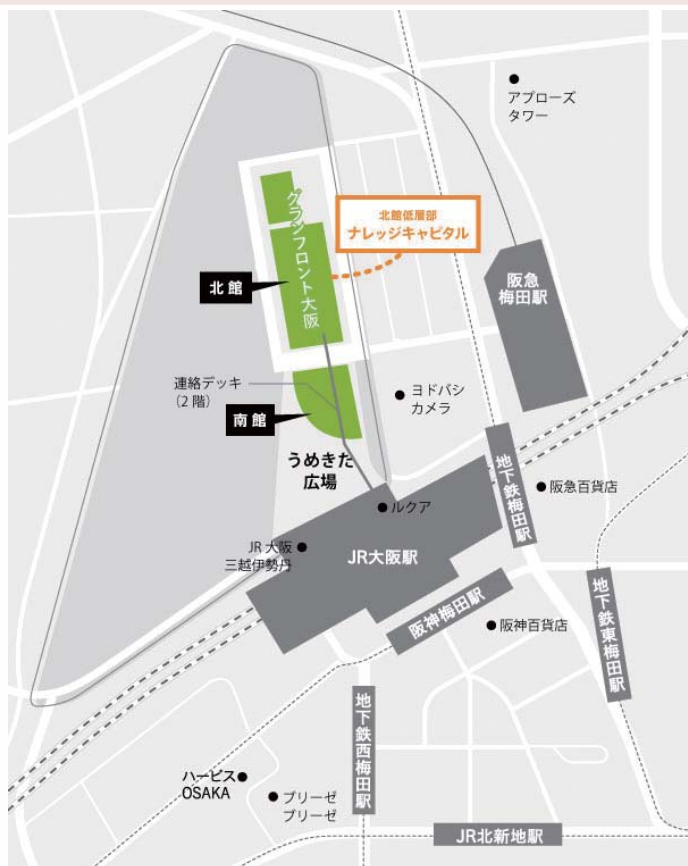 アプローズ
タワー
北館低層部
ナレッジキャピタル
グランフロント大阪
北館
阪急
梅田駅
連絡デッキ
(2 階)
ヨドバシ
カメラ
南館
うめきた
広場
地下鉄梅田駅
阪急百貨店
ルクア
JR 大阪
三越伊勢丹
JR大阪駅
阪神梅田駅
地下鉄東梅田駅
阪神百貨店
地下鉄西梅田駅
ハービス
OSAKA
ブリーゼ
ブリーゼ
JR北新地駅